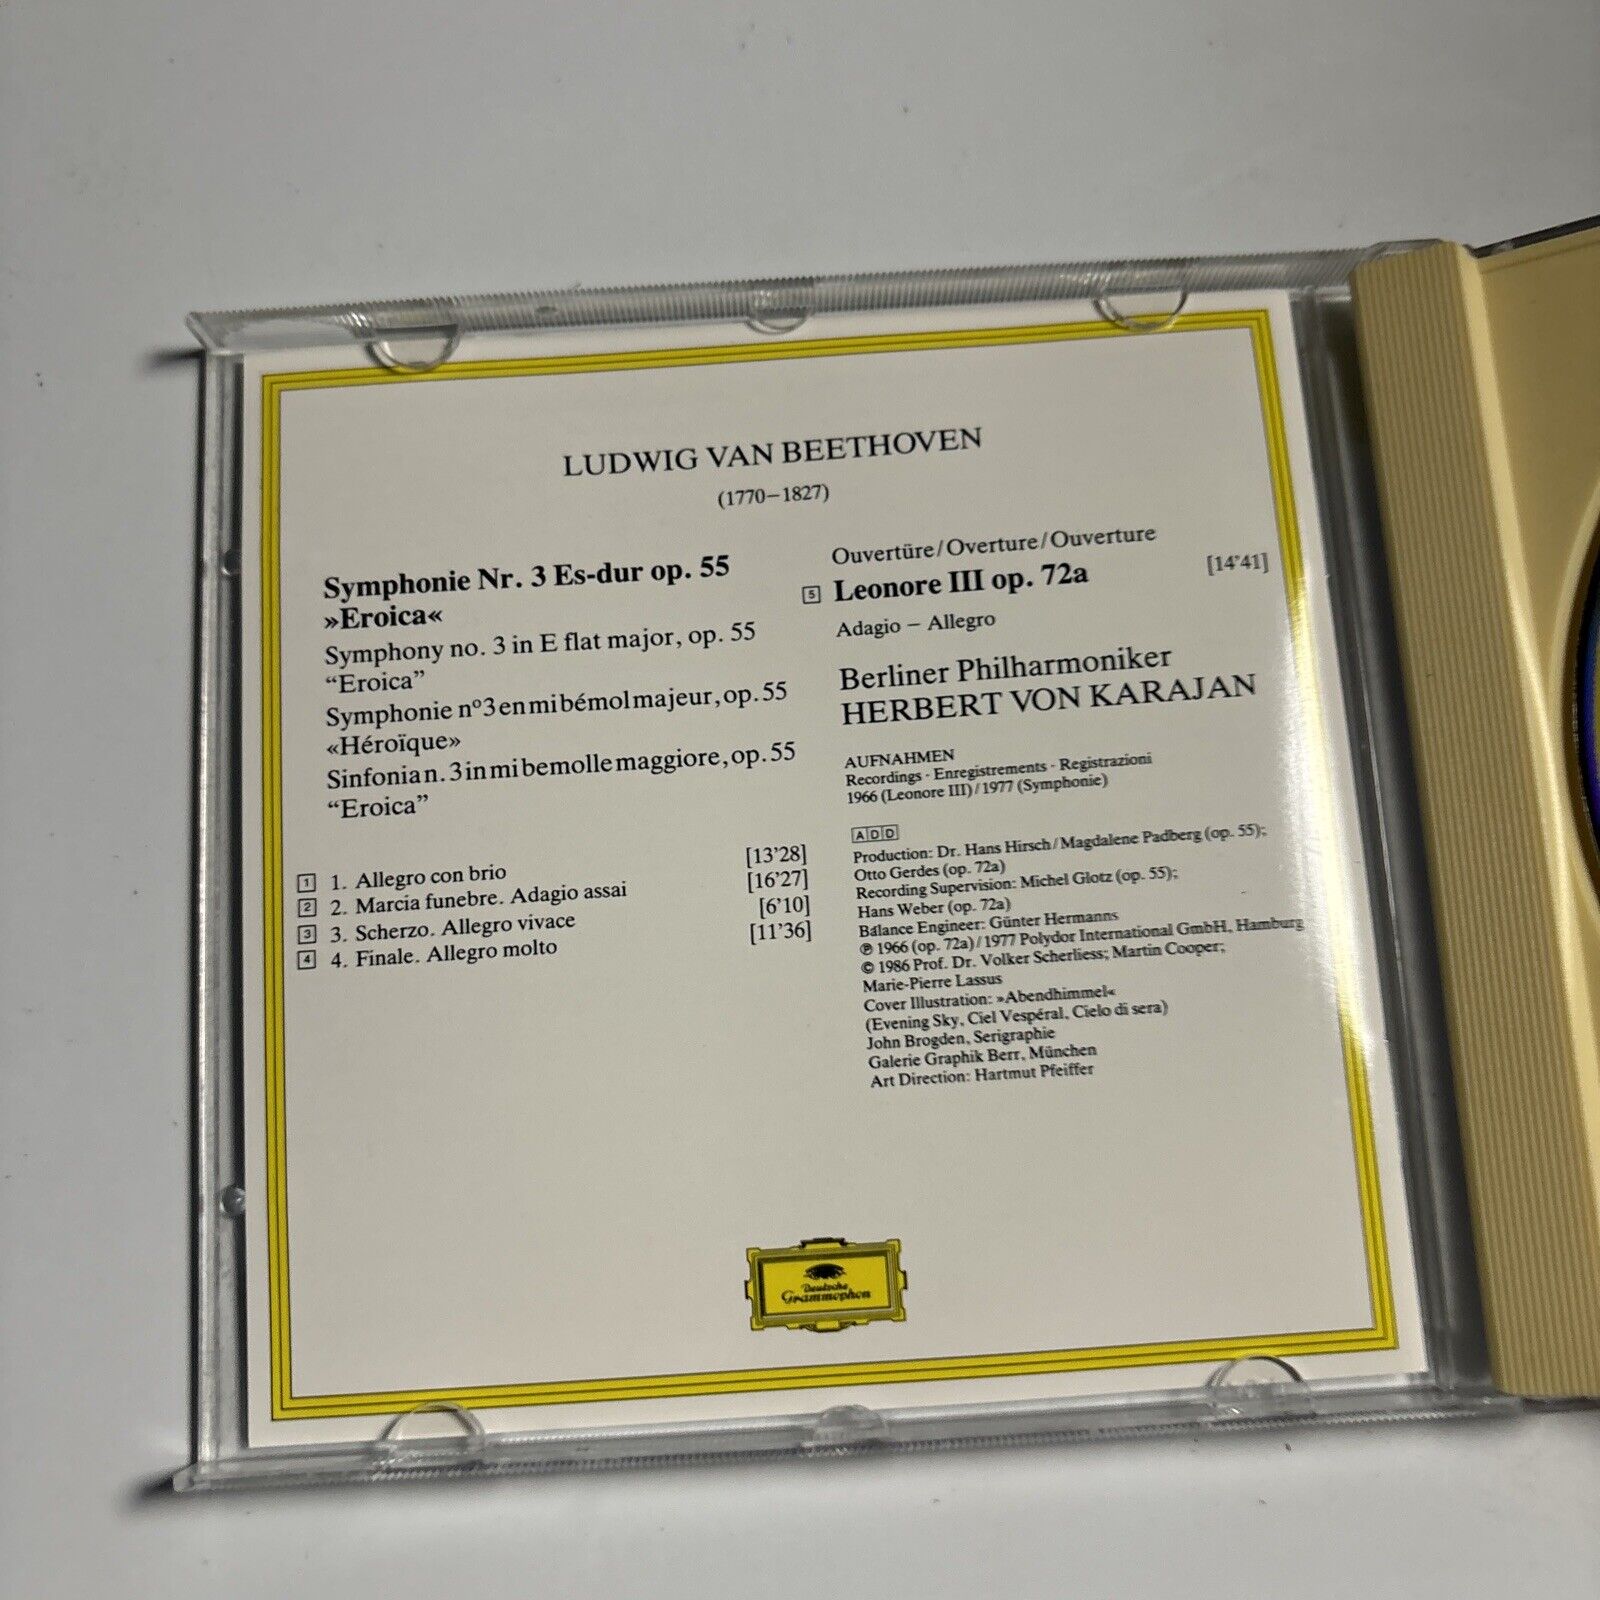 LUDWIG VAN BEETHOVEN
(1770–1827)
Symphonie Nr. 3 Es-dur op. 55
»Eroica«
Symphony no. 3 in E flat major, op. 55
“Eroica”
Symphonie nº 3 en mi bémol majeur, op. 55
«Héroïque»
Sinfonia n. 3 in mi bemolle maggiore, op. 55
“Eroica”
1 1. Allegro con brio [13'28]
2 2. Marcia funebre. Adagio assai [16'27]
3 3. Scherzo. Allegro vivace [6'10]
4 4. Finale. Allegro molto [11'36]
Ouvertüre/Overture/Ouverture
5 Leonore III op. 72a [14'41]
Adagio – Allegro
Berliner Philharmoniker
HERBERT VON KARAJAN
AUFNAHMEN
Recordings · Enregistrements · Registrazioni
1966 (Leonore III)/1977 (Symphonie)
ADD
Production: Dr. Hans Hirsch/Magdalene Padberg (op. 55);
Otto Gerdes (op. 72a)
Recording Supervision: Michel Glotz (op. 55);
Hans Weber (op. 72a)
Balance Engineer: Günter Hermanns
℗ 1966 (op. 72a)/1977 Polydor International GmbH, Hamburg
© 1986 Prof. Dr. Volker Scherliess; Martin Cooper;
Marie-Pierre Lassus
Cover Illustration: »Abendhimmel«
(Evening Sky, Ciel Vespéral, Cielo di sera)
John Brogden, Serigraphie
Galerie Graphik Berr, München
Art Direction: Hartmut Pfeiffer
Deutsche
Grammophon